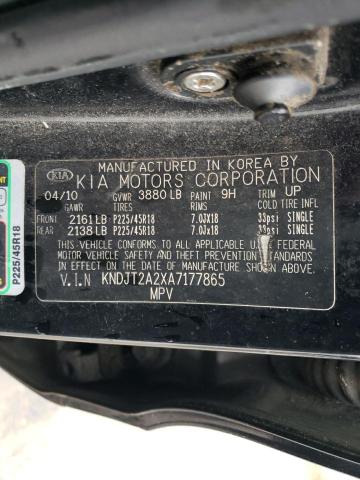 MANUFACTURED IN KOREA BY
KIA KIA MOTORS CORPORATION
04/10 GVWR 3880 LB PAINT 9H TRIM UP
GAWR TIRES RIMS COLD TIRE INFL
FRONT 2161 LB P225/45R18 7.0JX18 33psi SINGLE
REAR 2138 LB P225/45R18 7.0JX18 33psi SINGLE
THIS VEHICLE CONFORMS TO ALL APPLICABLE FEDERAL
MOTOR VEHICLE SAFETY AND THEFT PREVENTION STANDARDS
IN EFFECT ON THE DATE OF MANUFACTURE SHOWN ABOVE.
V.I.N KNDJT2A2XA7177865
MPV
P225/45R18